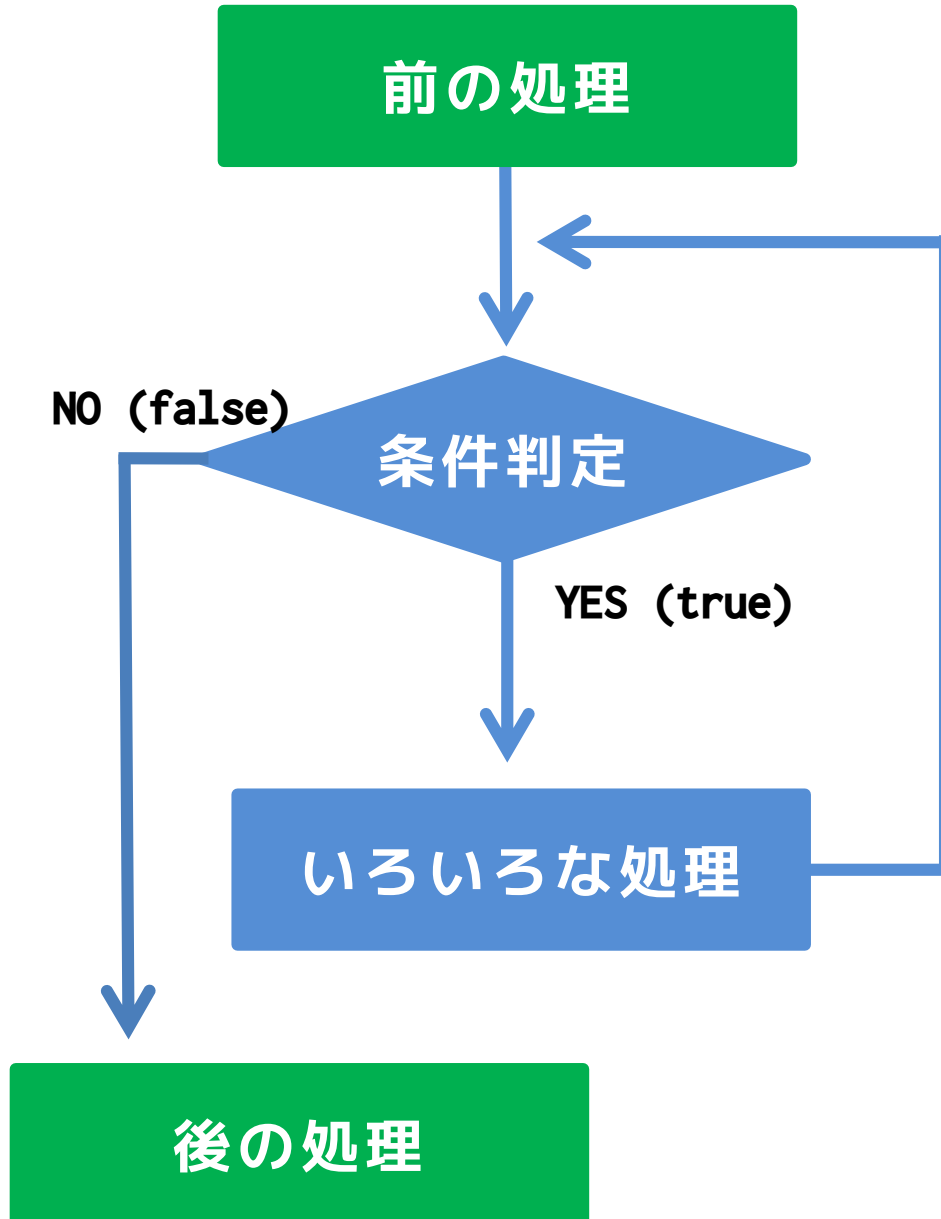 前の処理
NO (false)
条件判定
YES (true)
いろいろな処理
後の処理